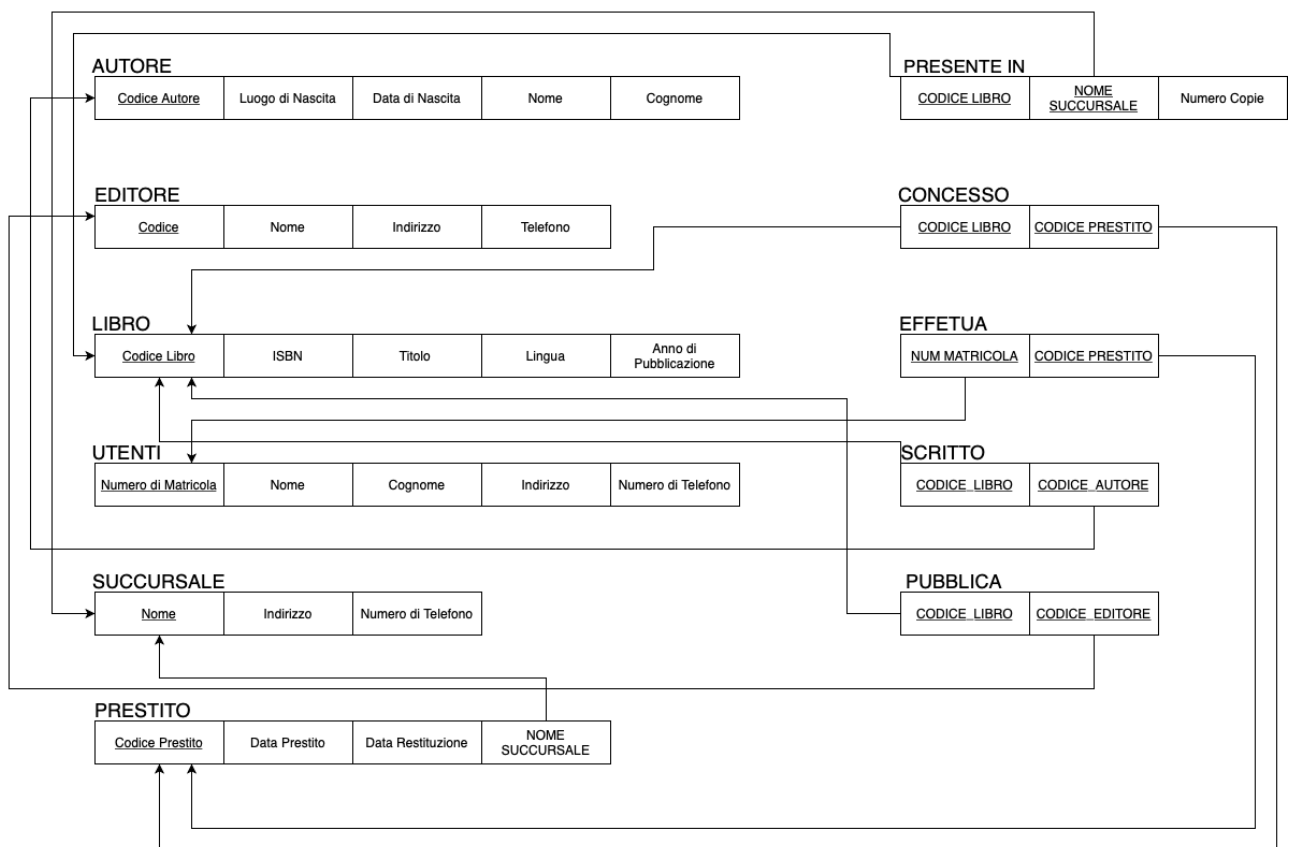 AUTORE
Codice Autore Luogo di Nascita Data di Nascita Nome Cognome
PRESENTE IN
CODICE LIBRO NOME SUCCURSALE Numero Copie
EDITORE
Codice Nome Indirizzo Telefono
CONCESSO
CODICE LIBRO CODICE PRESTITO
LIBRO
Codice Libro ISBN Titolo Lingua Anno di Pubblicazione
EFFETUA
NUM MATRICOLA CODICE PRESTITO
UTENTI
Numero di Matricola Nome Cognome Indirizzo Numero di Telefono
SCRITTO
CODICE_LIBRO CODICE_AUTORE
SUCCURSALE
Nome Indirizzo Numero di Telefono
PUBBLICA
CODICE_LIBRO CODICE_EDITORE
PRESTITO
Codice Prestito Data Prestito Data Restituzione NOME SUCCURSALE